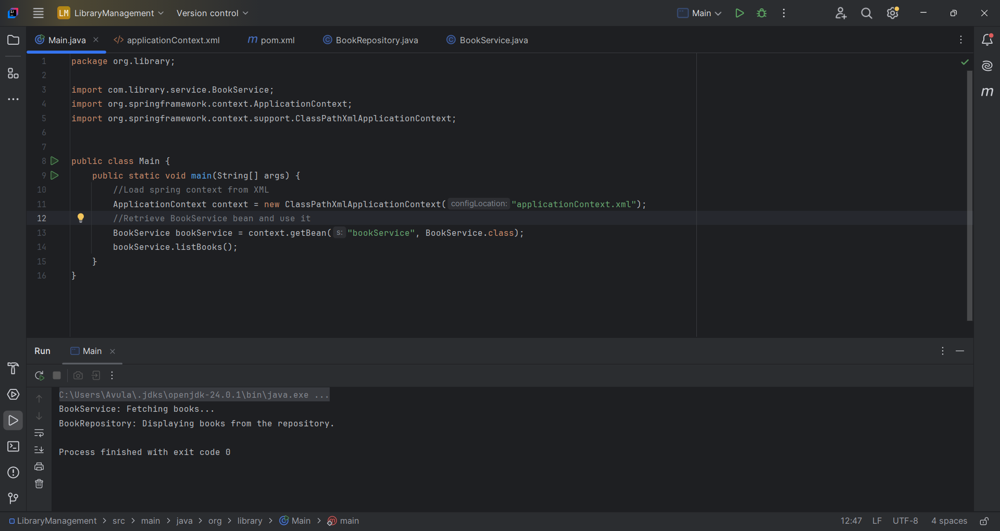 LM LibraryManagement Version control Main
Main.java applicationContext.xml m pom.xml BookRepository.java BookService.java
1 package org.library;
2
3 import com.library.service.BookService;
4 import org.springframework.context.ApplicationContext;
5 import org.springframework.context.support.ClassPathXmlApplicationContext;
6
7
8 public class Main {
9 public static void main(String[] args) {
10 //Load spring context from XML
11 ApplicationContext context = new ClassPathXmlApplicationContext( configLocation: "applicationContext.xml");
12 //Retrieve BookService bean and use it
13 BookService bookService = context.getBean( s: "bookService", BookService.class);
14 bookService.listBooks();
15 }
16 }
Run Main
C:\Users\Avula\.jdks\openjdk-24.0.1\bin\java.exe ...
BookService: Fetching books...
BookRepository: Displaying books from the repository.
Process finished with exit code 0
LibraryManagement > src > main > java > org > library > Main > main 12:47 LF UTF-8 4 spaces